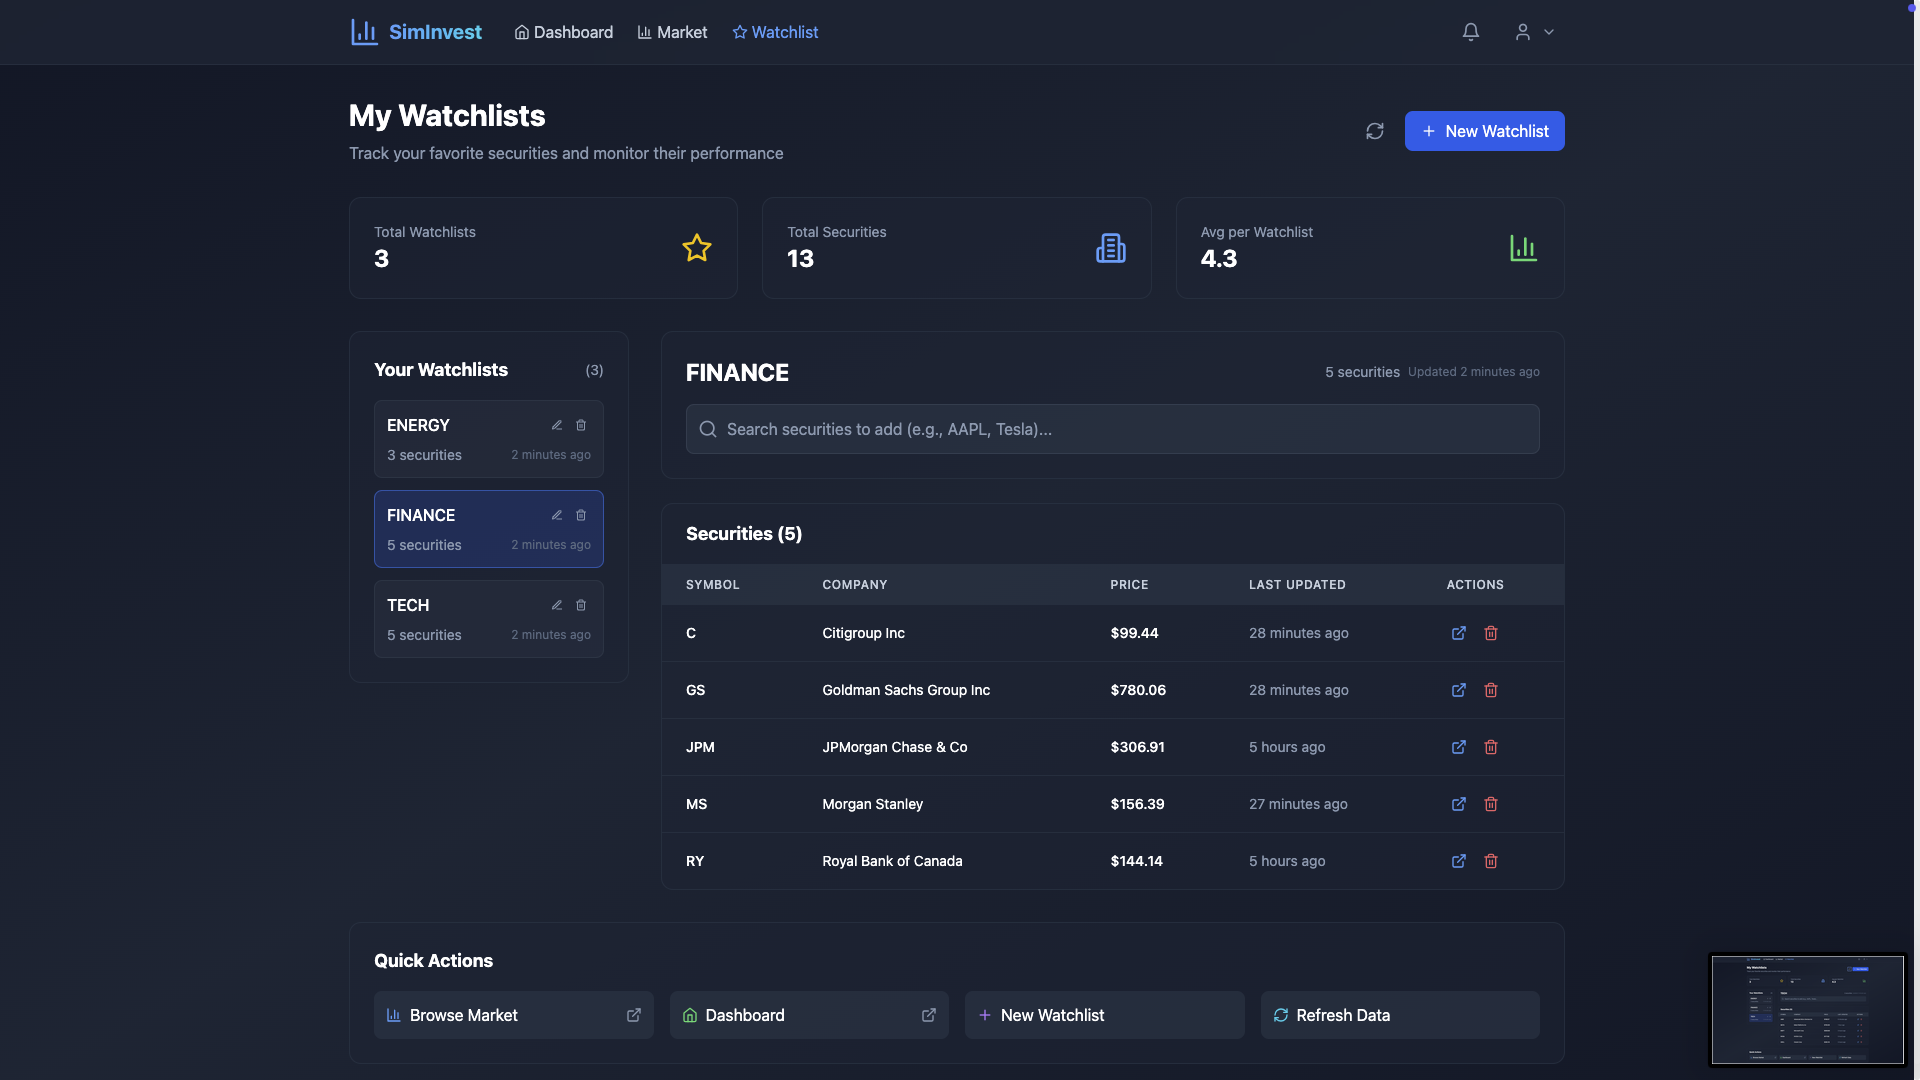 SimInvest Dashboard Market Watchlist
My Watchlists
Track your favorite securities and monitor their performance
New Watchlist
Total Watchlists
3
Total Securities
13
Avg per Watchlist
4.3
Your Watchlists (3)
ENERGY
3 securities 2 minutes ago
FINANCE
5 securities 2 minutes ago
TECH
5 securities 2 minutes ago
FINANCE 5 securities Updated 2 minutes ago
Search securities to add (e.g., AAPL, Tesla)...
Securities (5)
SYMBOL COMPANY PRICE LAST UPDATED ACTIONS
C Citigroup Inc $99.44 28 minutes ago
GS Goldman Sachs Group Inc $780.06 28 minutes ago
JPM JPMorgan Chase & Co $306.91 5 hours ago
MS Morgan Stanley $156.39 27 minutes ago
RY Royal Bank of Canada $144.14 5 hours ago
Quick Actions
Browse Market Dashboard New Watchlist Refresh Data